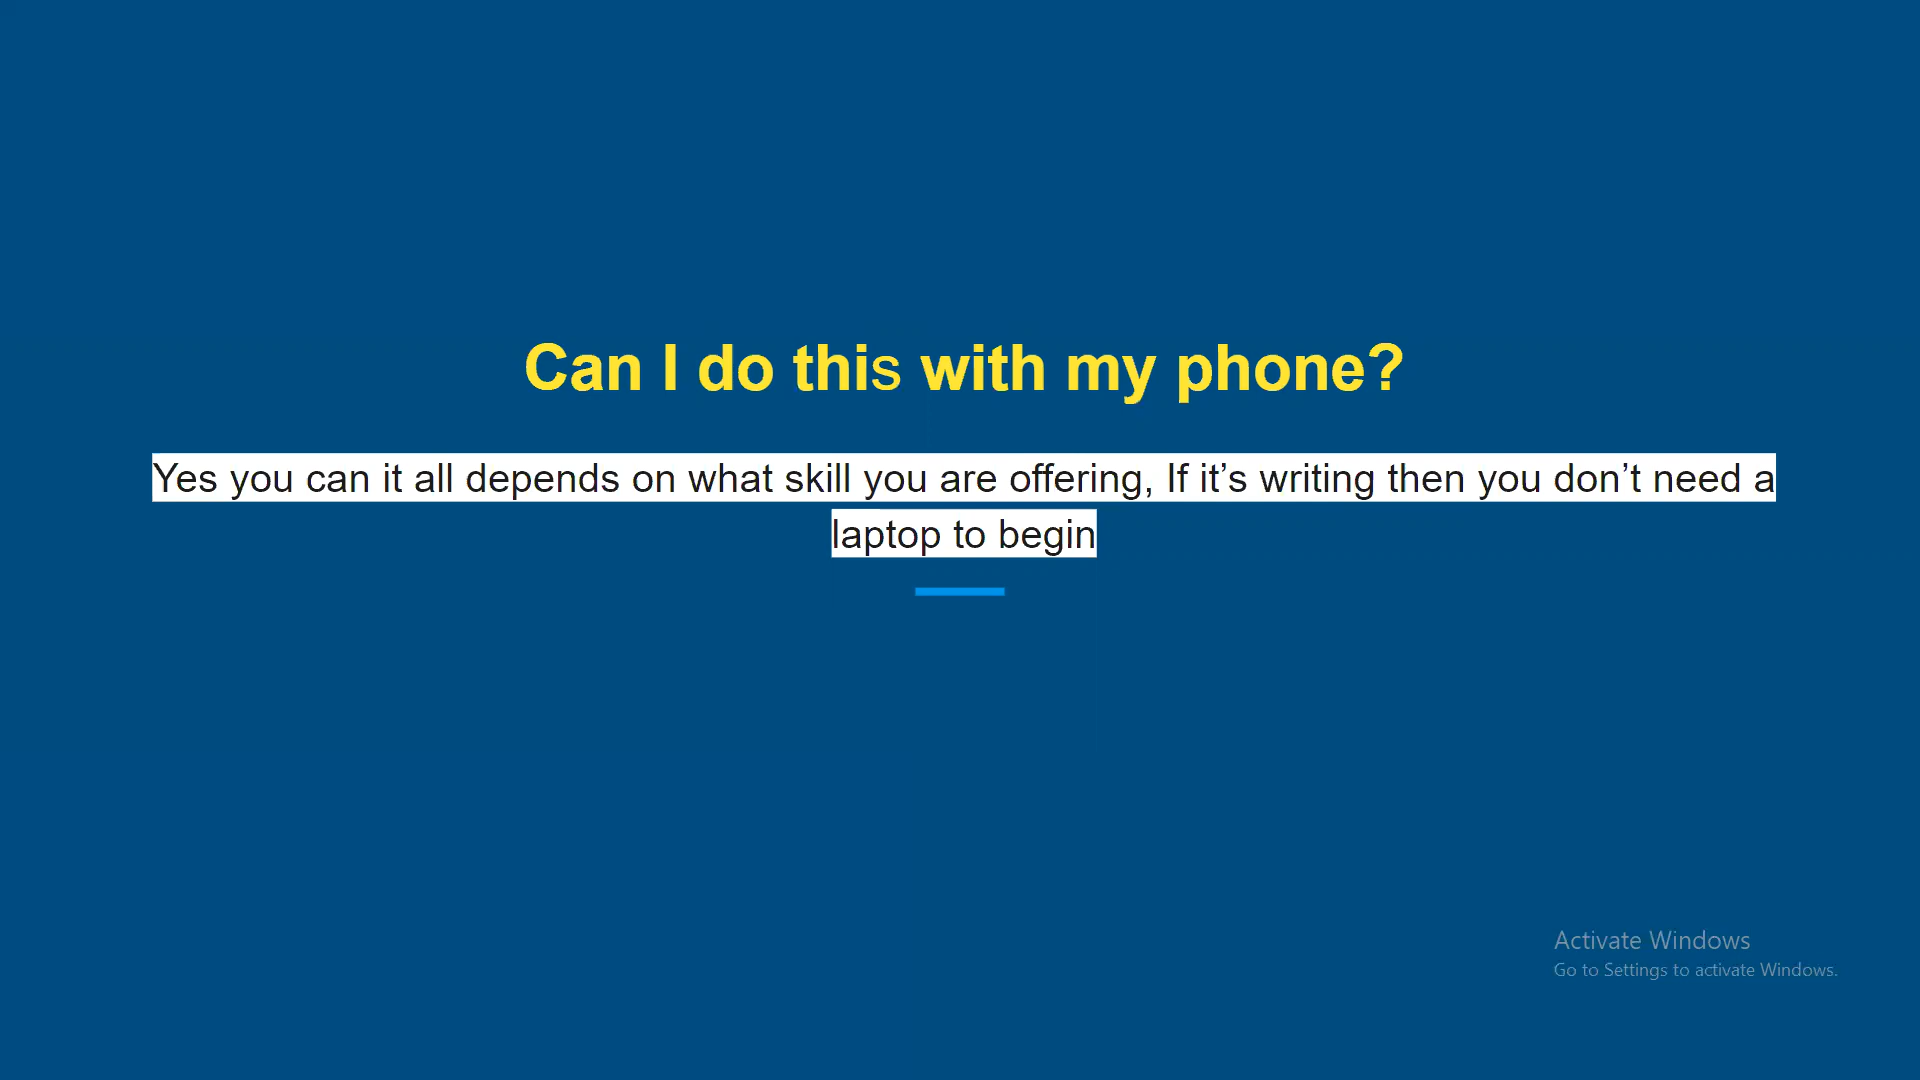 Can I do this with my phone?
Yes you can it all depends on what skill you are offering, If it’s writing then you don’t need a
laptop to begin
Activate Windows
Go to Settings to activate Windows.